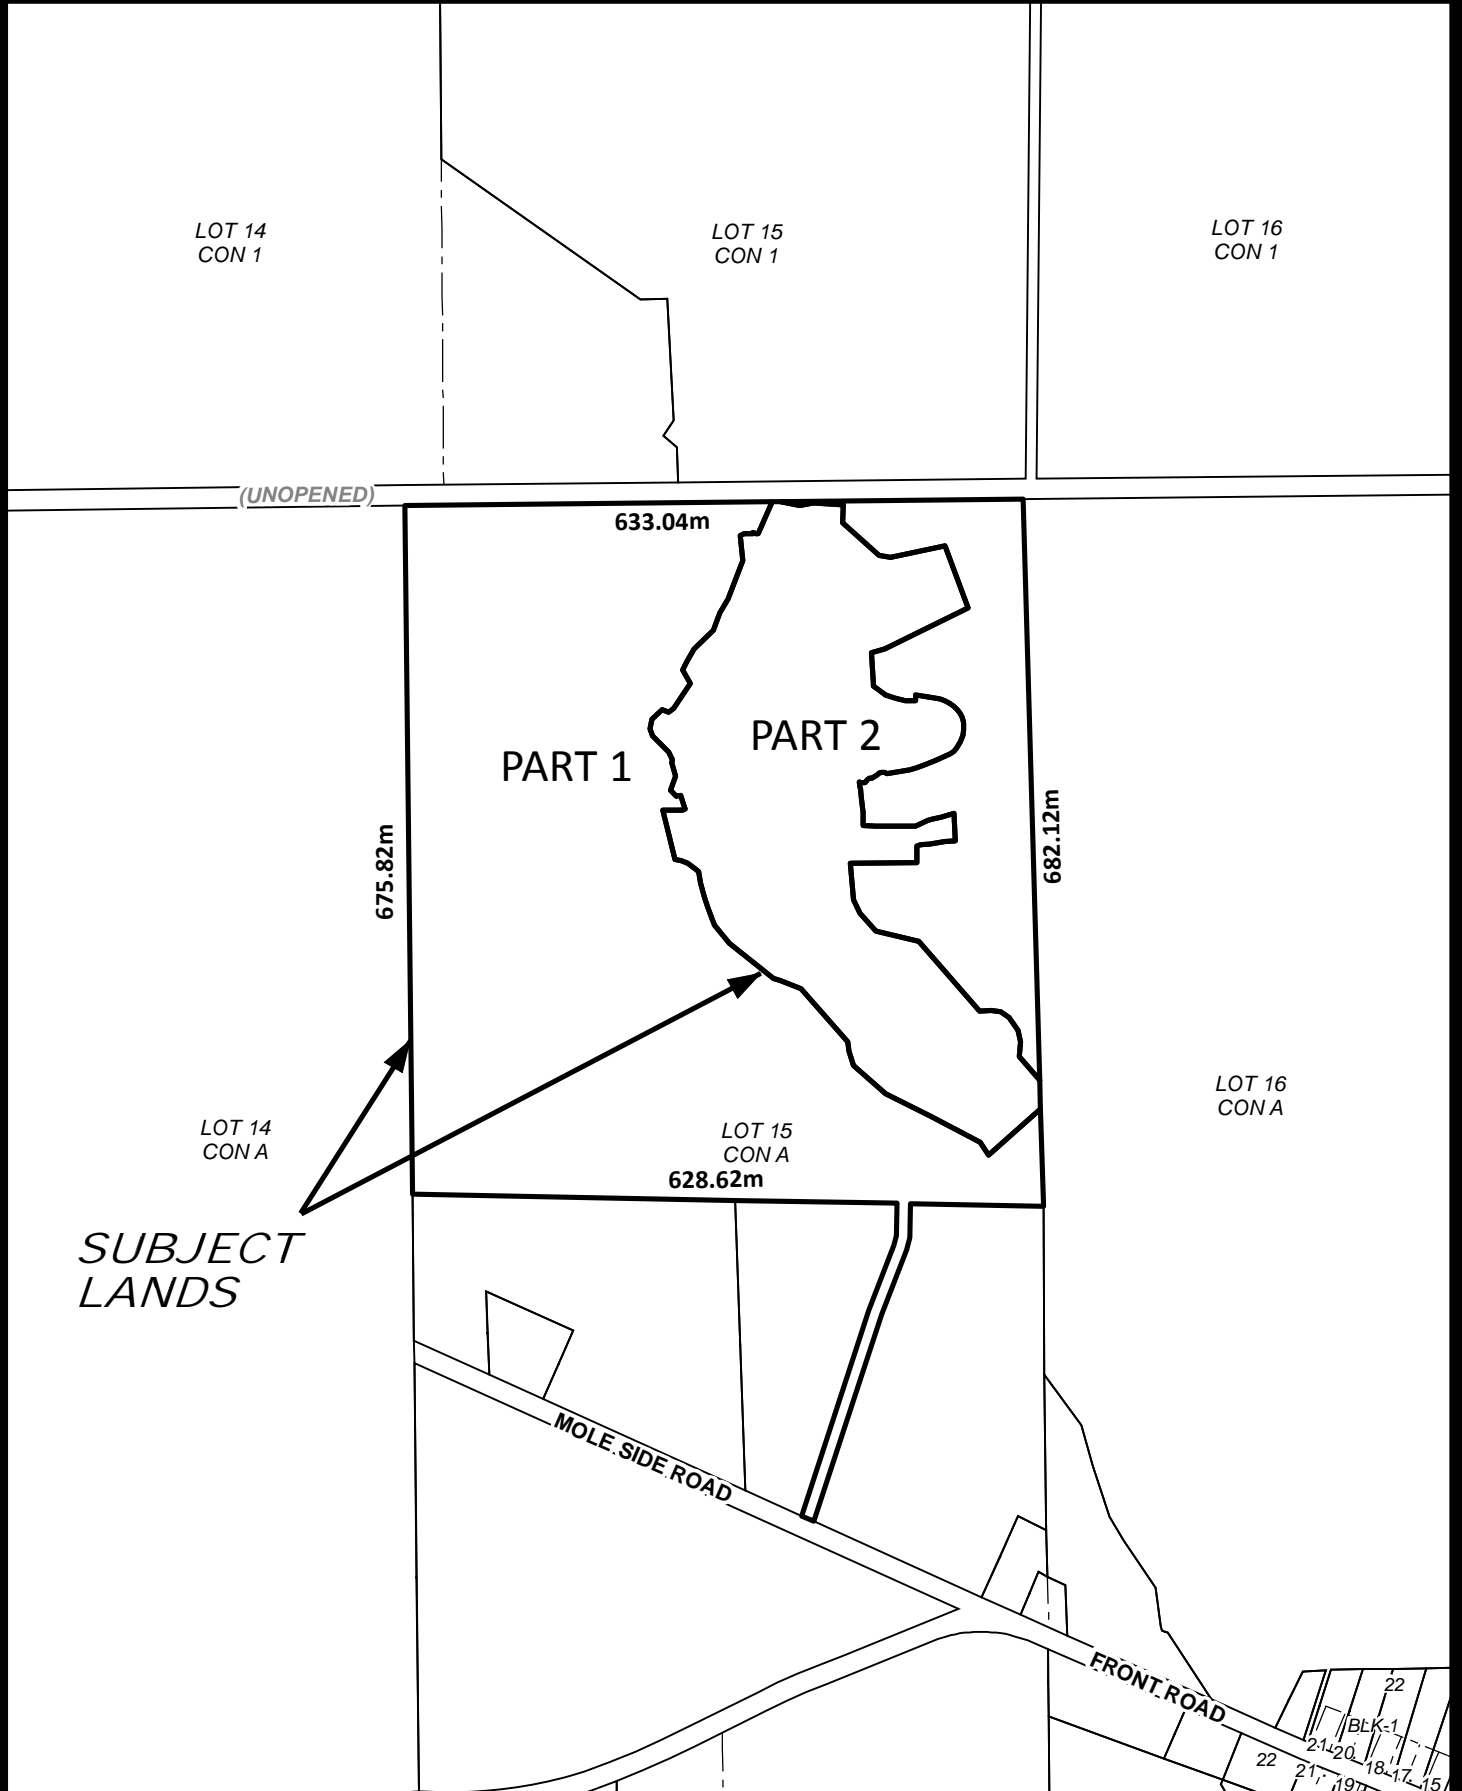 LOT 14
CON 1
LOT 15
CON 1
LOT 16
CON 1
(UNOPENED)
633.04m
PART 2
PART 1
675.82m
682.12m
LOT 14
CON A
LOT 15
CON A
LOT 16
CON A
628.62m
SUBJECT
LANDS
MOLE SIDE ROAD
FRONT ROAD
22
BLK-1
21
20
18
17
15
22
21
19